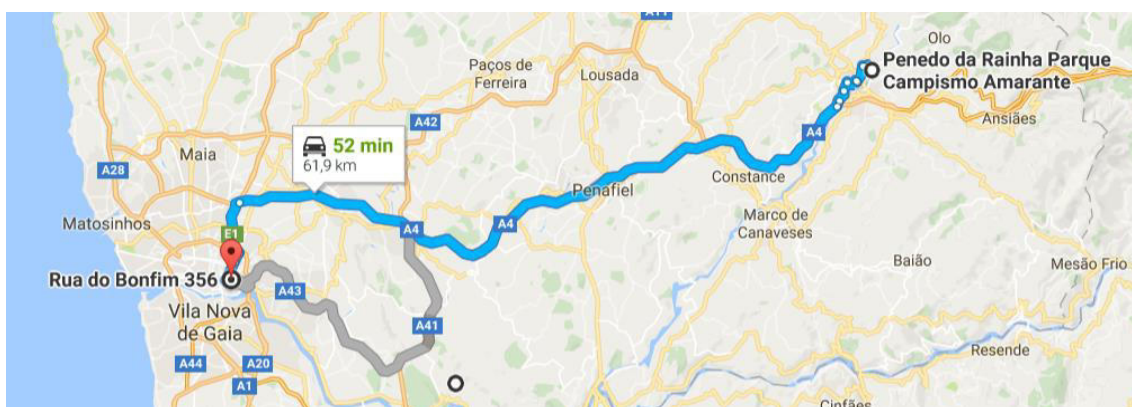 A11
Olo
Penedo da Rainha Parque
Campismo Amarante
Paços de
Ferreira
Lousada
A42
Ansiães
A4
52 min
61,9 km
Maia
A28
Constance
Penafiel
Matosinhos
E1
A4
A4
Marco de
Canaveses
Baião
Mesão Frio
Rua do Bonfim 356
A43
Vila Nova
de Gaia
A41
A44
A20
A1
Resende
Cinfães